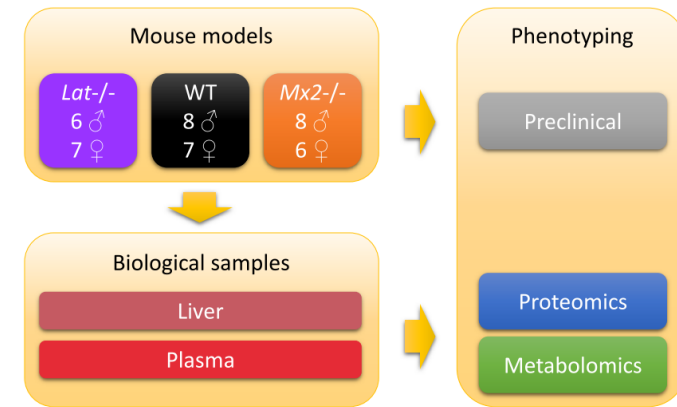 Mouse models
Lat-/-
6 ♂
7 ♀
WT
8 ♂
7 ♀
Mx2-/-
8 ♂
6 ♀
Biological samples
Liver
Plasma
Phenotyping
Preclinical
Proteomics
Metabolomics